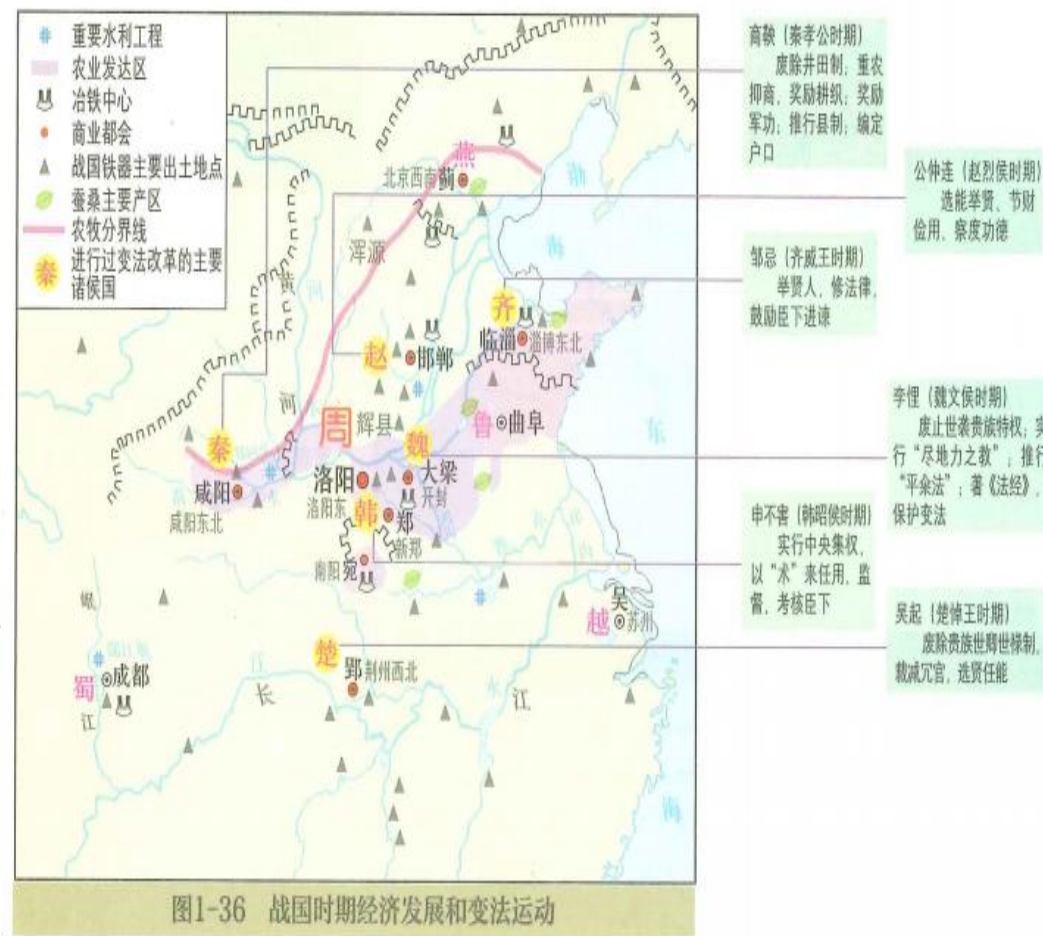 重要水利工程
农业发达区
冶铁中心
商业都会
战国铁器主要出土地点
蚕桑主要产区
农牧分界线
秦
进行过变法改革的主要
诸侯国
商鞅(秦孝公时期)
废除井田制;重农
抑商,奖励耕织;奖励
军功;推行县制;编定
户口
公仲连(赵烈侯时期)
选能举贤、节财
俭用、察度功德
邹忌(齐威王时期)
举贤人,修法律,
鼓励臣下进谏
李悝(魏文侯时期)
废止世袭贵族特权;实
行“尽地力之教”;推行
“平籴法”;著《法经》,
保护变法
申不害(韩昭侯时期)
实行中央集权,
以“术”来任用、监
督、考核臣下
吴起(楚悼王时期)
废除贵族世卿世禄制,
裁减冗官,选贤任能
燕
北京西南
蓟
渤
海
浑源
黄
河
齐
临淄
淄博东北
赵
邯郸
河
周
辉县
鲁
曲阜
东
秦
魏
咸阳
咸阳东北
洛阳
洛阳东
大梁
开封
韩
郑
新郑
南阳
宛
岷
江
吴
苏州
越
楚
郢
荆州西北
蜀
成都
长
江
海
图1-36 战国时期经济发展和变法运动